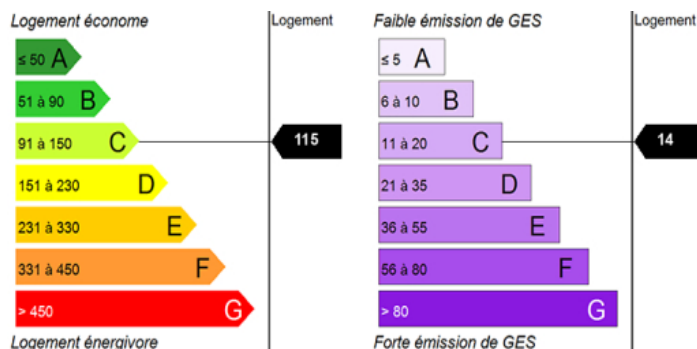 Logement économe
Logement
≤ 50 A
51 à 90 B
91 à 150 C
115
151 à 230 D
231 à 330 E
331 à 450 F
> 450 G
Logement énergivore
Faible émission de GES
Logement
≤ 5 A
6 à 10 B
11 à 20 C
14
21 à 35 D
36 à 55 E
56 à 80 F
> 80 G
Forte émission de GES